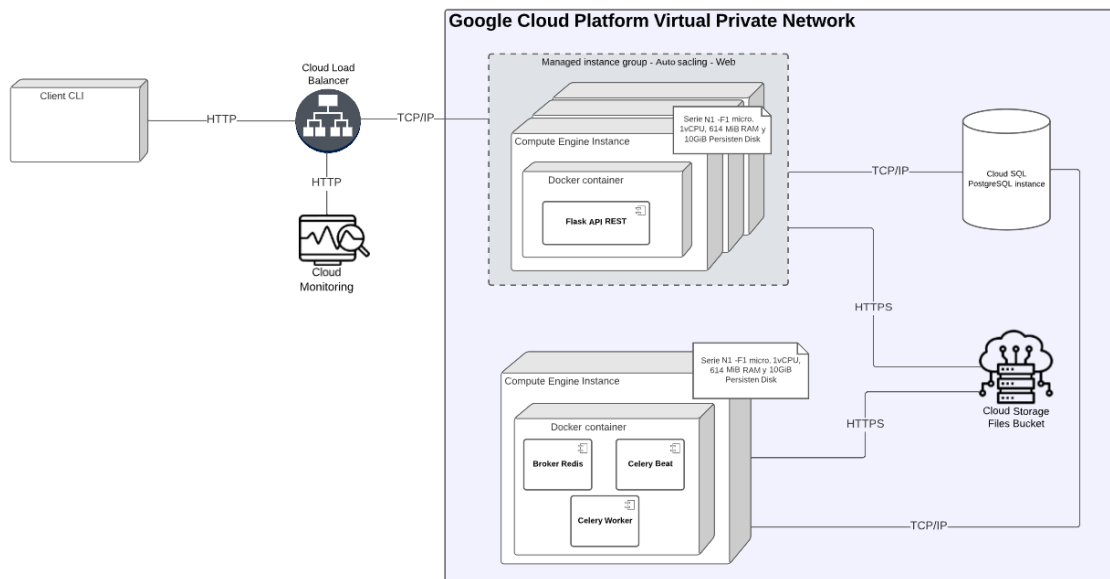 Google Cloud Platform Virtual Private Network
Managed instance group - Auto sacling - Web
Cloud Load
Balancer
Client CLI
HTTP
TCP/IP
HTTP
Cloud
Monitoring
Serie N1 -F1 micro.
1vCPU, 614 MiB RAM y
10GiB Persisten Disk
Compute Engine Instance
Docker container
Flask API REST
TCP/IP
Cloud SQL
PostgreSQL instance
HTTPS
Serie N1 -F1 micro. 1vCPU,
614 MiB RAM y 10GiB
Persisten Disk
Compute Engine Instance
Docker container
Broker Redis
Celery Beat
Celery Worker
HTTPS
Cloud Storage
Files Bucket
TCP/IP